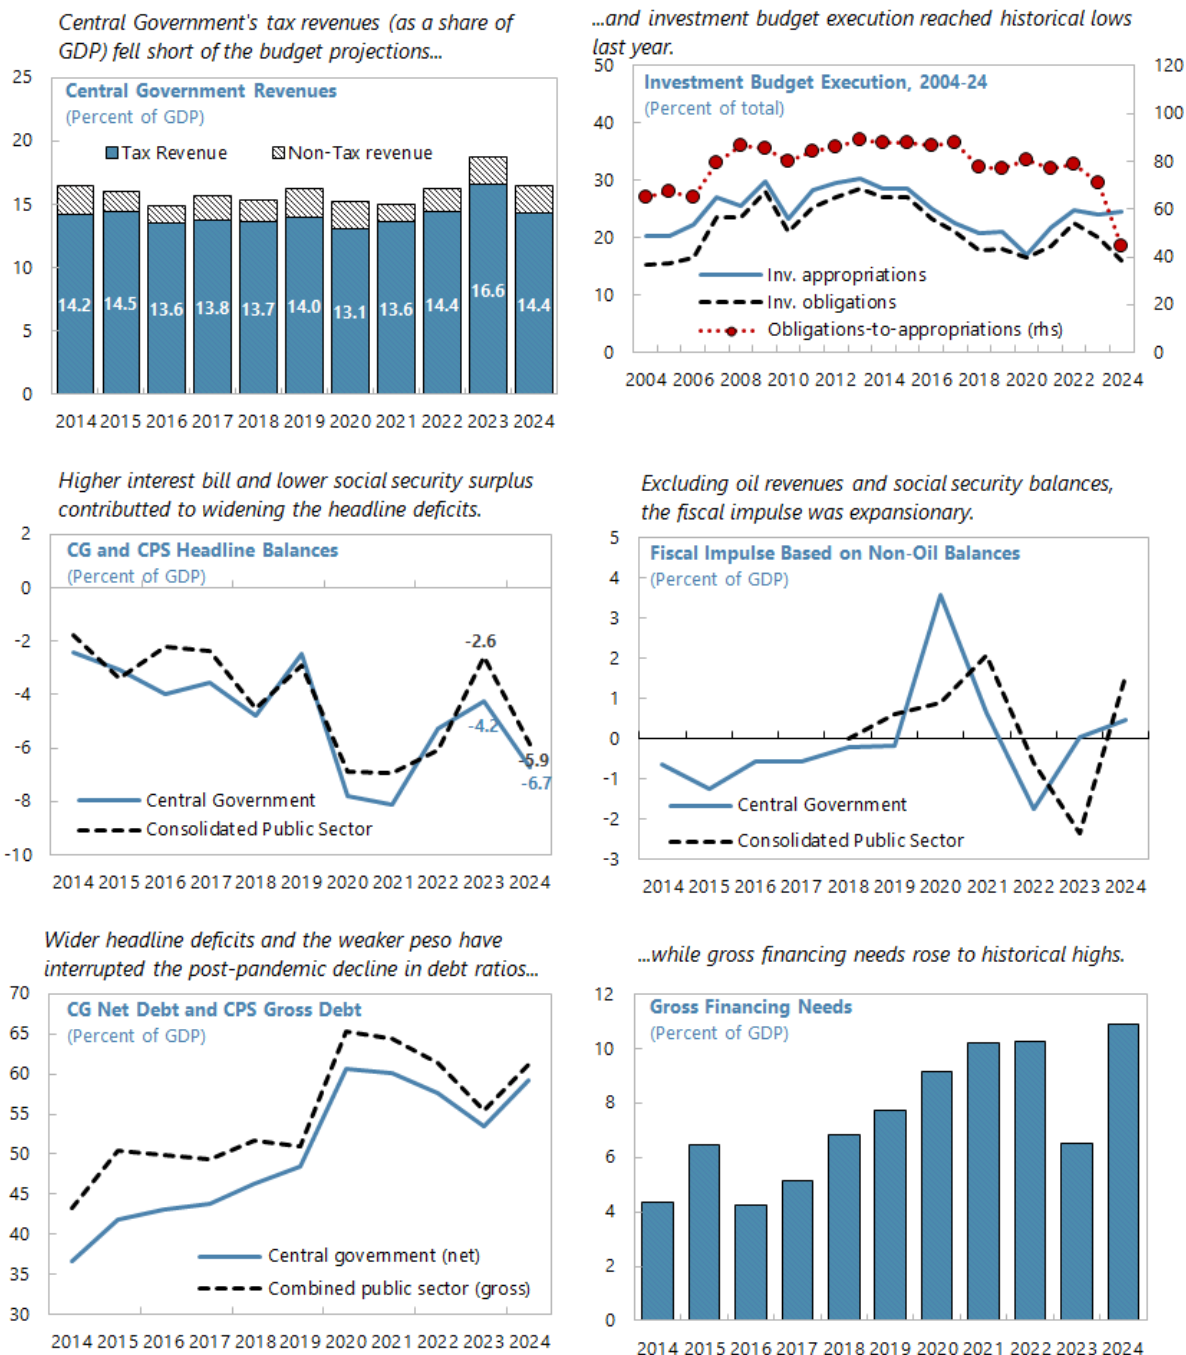 Central Government's tax revenues (as a share of
GDP) fell short of the budget projections...
25
20
15
10
5
0
Central Government Revenues
(Percent of GDP)
Tax Revenue
Non-Tax revenue
14.2 14.5 13.6 13.8 13.7 14.0 13.1 13.6 14.4 16.6 14.4
2014 2015 2016 2017 2018 2019 2020 2021 2022 2023 2024
...and investment budget execution reached historical lows
last year.
50
40
30
20
10
0
Investment Budget Execution, 2004-24
(Percent of total)
Inv. appropriations
Inv. obligations
Obligations-to-appropriations (rhs)
120
100
80
60
40
20
0
2004 2006 2008 2010 2012 2014 2016 2018 2020 2022 2024
Higher interest bill and lower social security surplus
contributted to widening the headline deficits.
2
0
-2
-4
-6
-8
-10
CG and CPS Headline Balances
(Percent of GDP)
-2.6
-4.2
-5.9
-6.7
Central Government
Consolidated Public Sector
2014 2015 2016 2017 2018 2019 2020 2021 2022 2023 2024
Excluding oil revenues and social security balances,
the fiscal impulse was expansionary.
5
4
3
2
1
0
-1
-2
-3
Fiscal Impulse Based on Non-Oil Balances
(Percent of GDP)
Central Government
Consolidated Public Sector
2014 2015 2016 2017 2018 2019 2020 2021 2022 2023 2024
Wider headline deficits and the weaker peso have
interrupted the post-pandemic decline in debt ratios...
70
65
60
55
50
45
40
35
30
CG Net Debt and CPS Gross Debt
(Percent of GDP)
Central government (net)
Combined public sector (gross)
2014 2015 2016 2017 2018 2019 2020 2021 2022 2023 2024
...while gross financing needs rose to historical highs.
12
10
8
6
4
2
0
Gross Financing Needs
(Percent of GDP)
2014 2015 2016 2017 2018 2019 2020 2021 2022 2023 2024